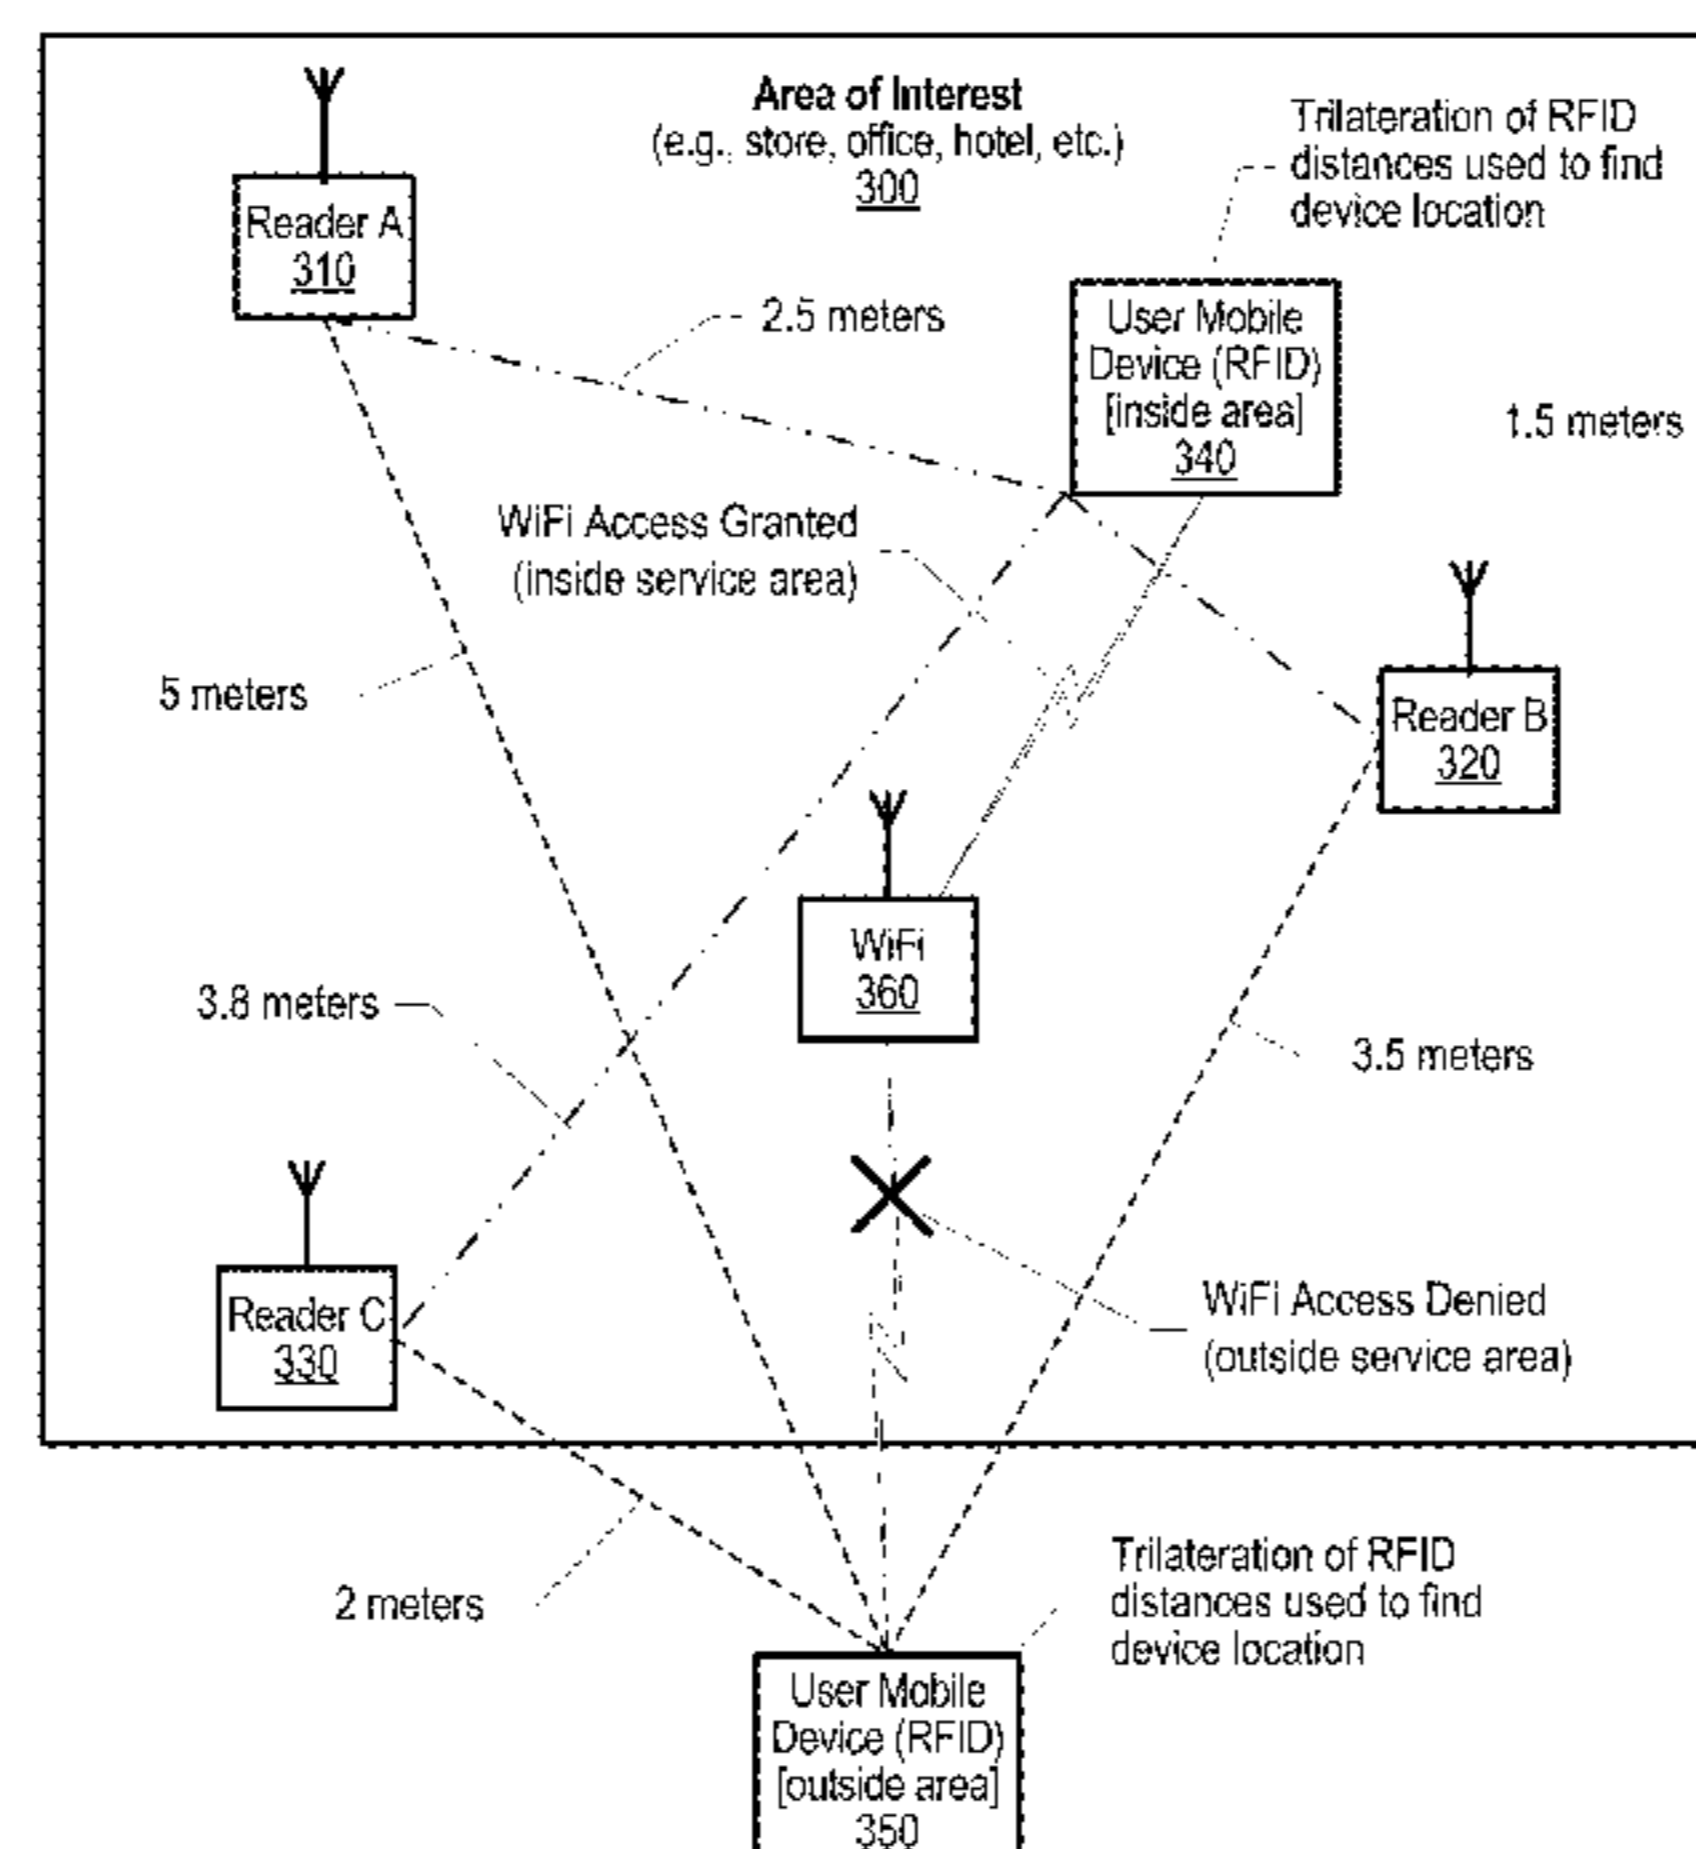 Area of Interest
(e.g., store, office, hotel, etc.)
300
Trilateration of RFID
distances used to find
device location
Reader A
310
2.5 meters
User Mobile
Device (RFID)
[inside area]
340
1.5 meters
WiFi Access Granted
(inside service area)
5 meters
Reader B
320
WiFi
360
3.8 meters
3.5 meters
Reader C
330
WiFi Access Denied
(outside service area)
2 meters
Trilateration of RFID
distances used to find
device location
User Mobile
Device (RFID)
[outside area]
350